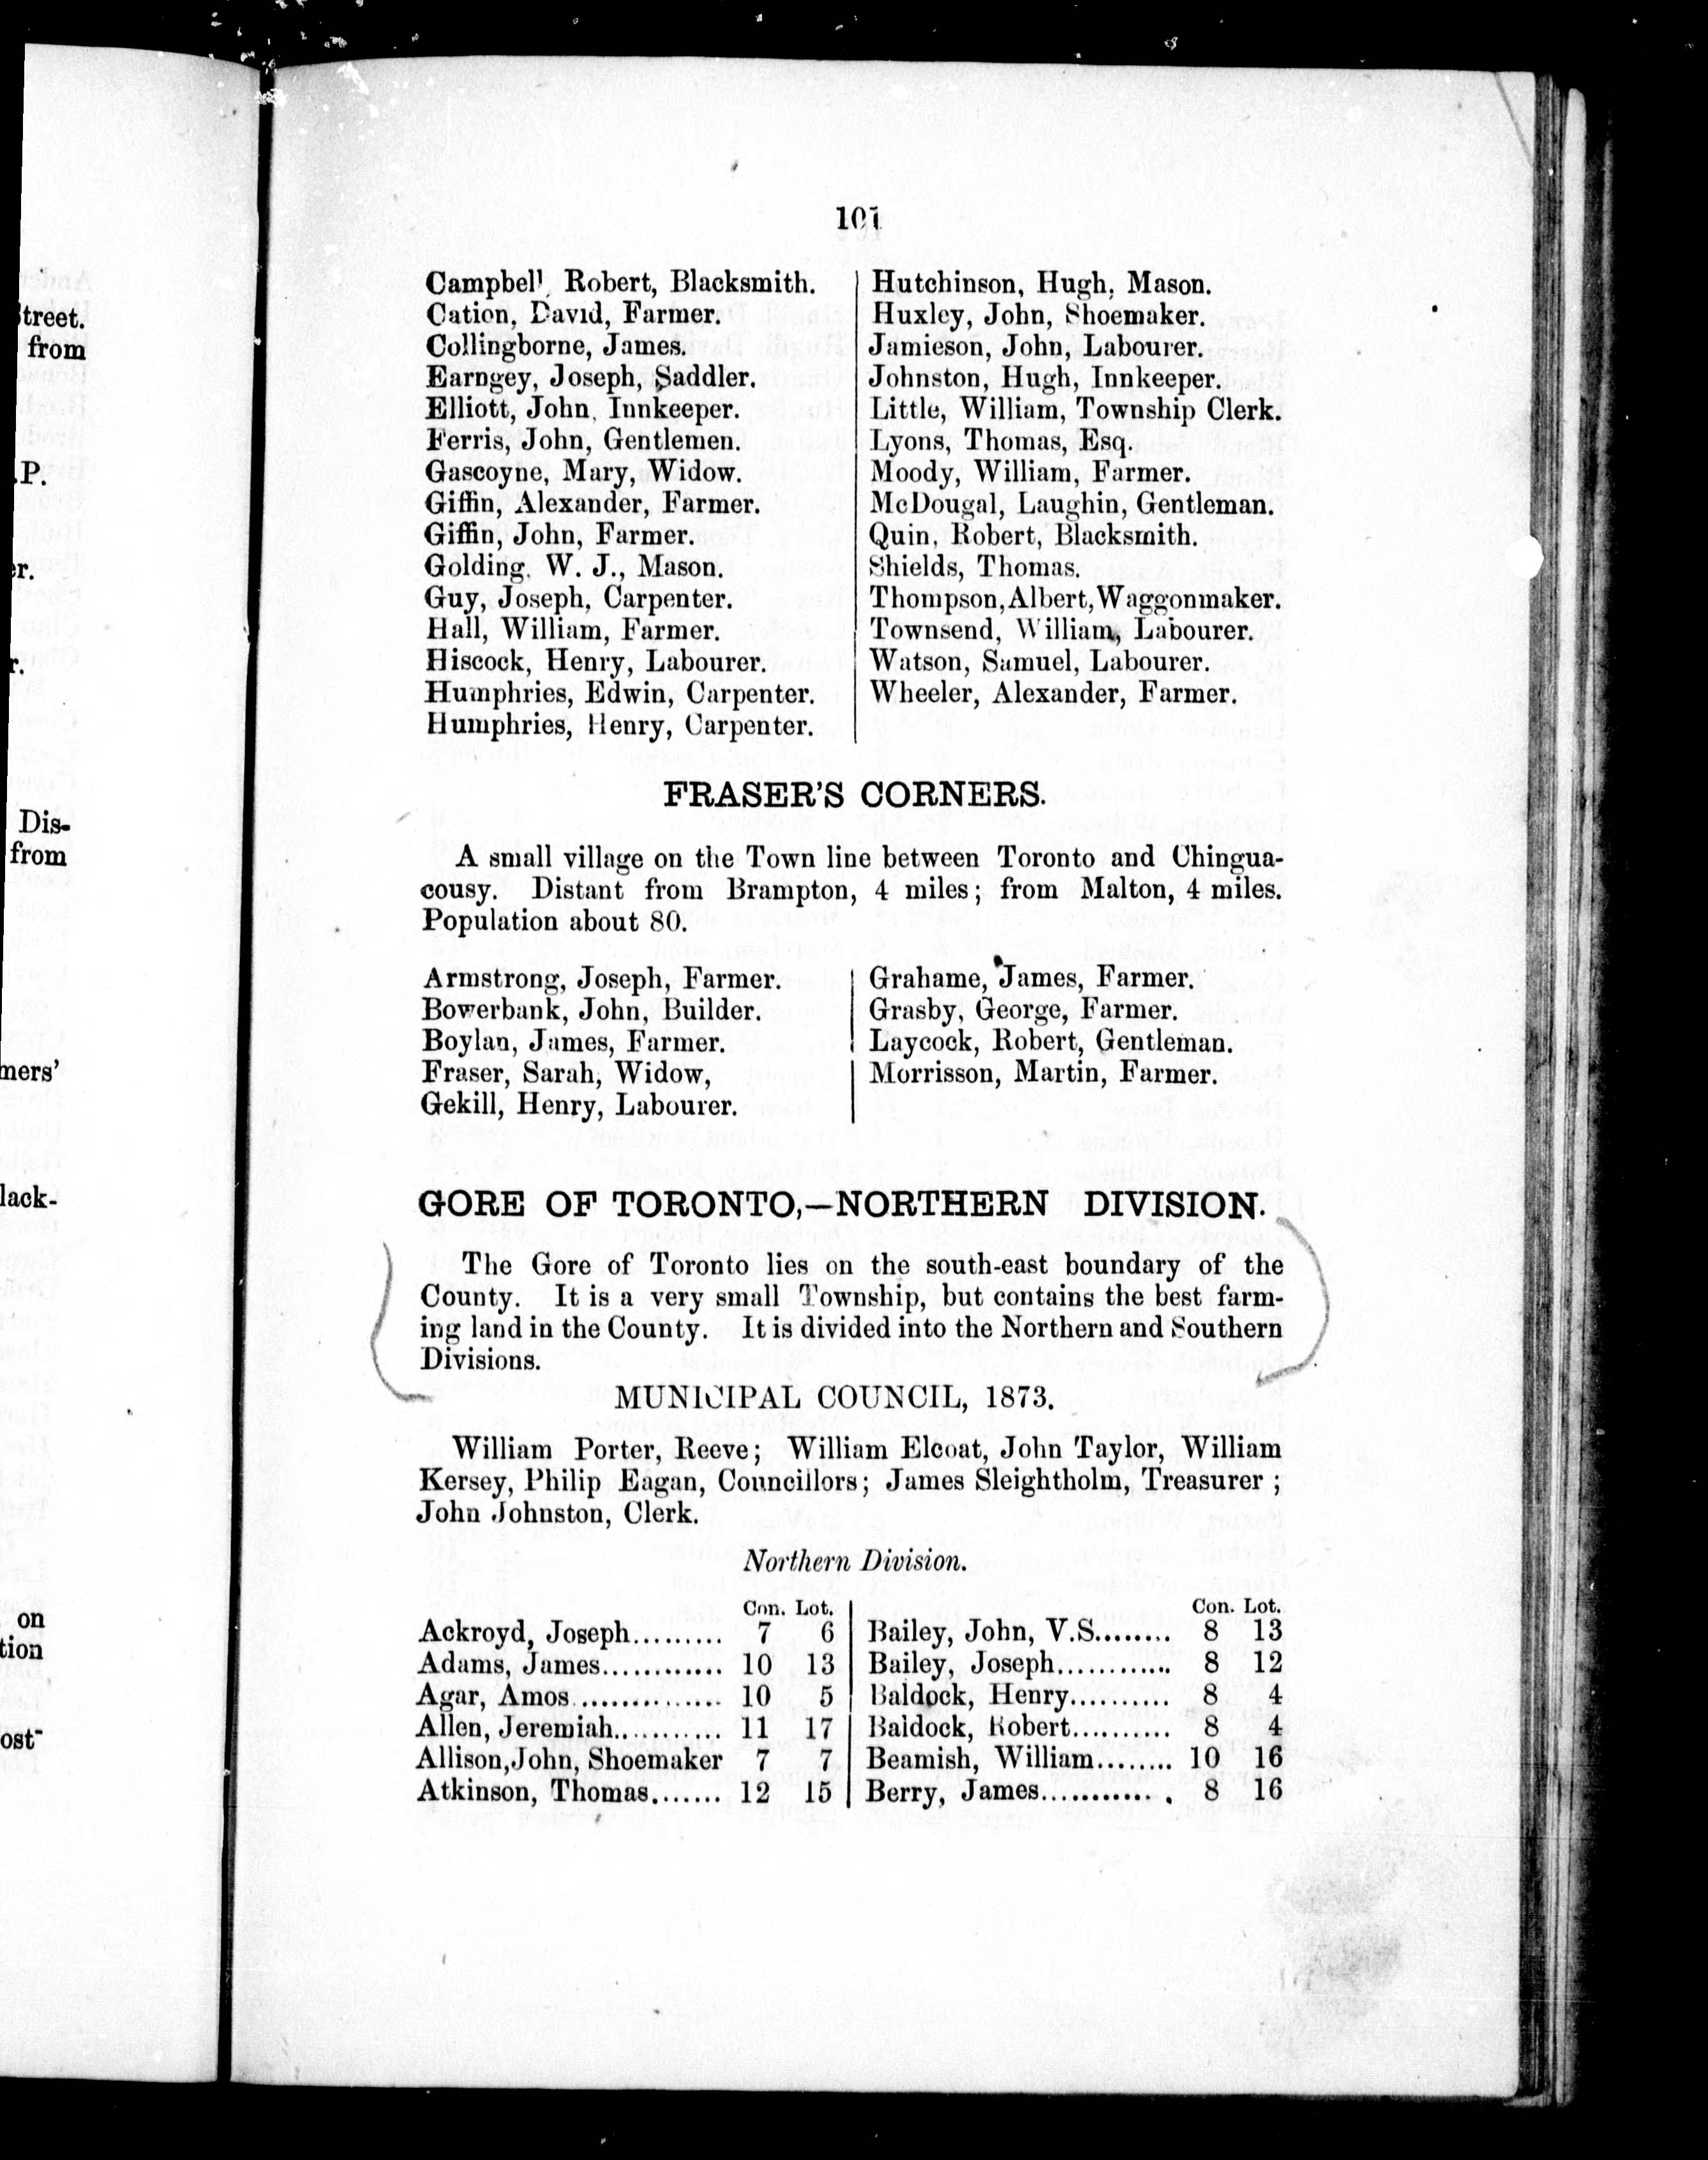 treet.
from
.P.
er.
r.
Dis-
from
ners'
lack-
on
tion
ost-
101
Campbell, Robert, Blacksmith.
Cation, David, Farmer.
Collingborne, James.
Earngey, Joseph, Saddler.
Elliott, John, Innkeeper.
Ferris, John, Gentlemen.
Gascoyne, Mary, Widow.
Giffin, Alexander, Farmer.
Giffin, John, Farmer.
Golding, W. J., Mason.
Guy, Joseph, Carpenter.
Hall, William, Farmer.
Hiscock, Henry, Labourer.
Humphries, Edwin, Carpenter.
Humphries, Henry, Carpenter.
Hutchinson, Hugh, Mason.
Huxley, John, Shoemaker.
Jamieson, John, Labourer.
Johnston, Hugh, Innkeeper.
Little, William, Township Clerk.
Lyons, Thomas, Esq.
Moody, William, Farmer.
McDougal, Laughin, Gentleman.
Quin, Robert, Blacksmith.
Shields, Thomas.
Thompson, Albert, Waggonmaker.
Townsend, William, Labourer.
Watson, Samuel, Labourer.
Wheeler, Alexander, Farmer.
FRASER'S CORNERS.
A small village on the Town line between Toronto and Chingua-
cousy. Distant from Brampton, 4 miles; from Malton, 4 miles.
Population about 80.
Armstrong, Joseph, Farmer.
Bowerbank, John, Builder.
Boylan, James, Farmer.
Fraser, Sarah, Widow,
Gekill, Henry, Labourer.
Grahame, James, Farmer.
Grasby, George, Farmer.
Laycock, Robert, Gentleman.
Morrisson, Martin, Farmer.
GORE OF TORONTO,—NORTHERN DIVISION.
The Gore of Toronto lies on the south-east boundary of the
County. It is a very small Township, but contains the best farm-
ing land in the County. It is divided into the Northern and Southern
Divisions.
MUNICIPAL COUNCIL, 1873.
William Porter, Reeve; William Elcoat, John Taylor, William
Kersey, Philip Eagan, Councillors; James Sleightholm, Treasurer ;
John Johnston, Clerk.
Northern Division.
Con. Lot.
Ackroyd, Joseph......... 7 6
Adams, James............ 10 13
Agar, Amos............... 10 5
Allen, Jeremiah.......... 11 17
Allison, John, Shoemaker 7 7
Atkinson, Thomas....... 12 15
Con. Lot.
Bailey, John, V.S........ 8 13
Bailey, Joseph............ 8 12
Baldock, Henry.......... 8 4
Baldock, Robert.......... 8 4
Beamish, William........ 10 16
Berry, James............ 8 16